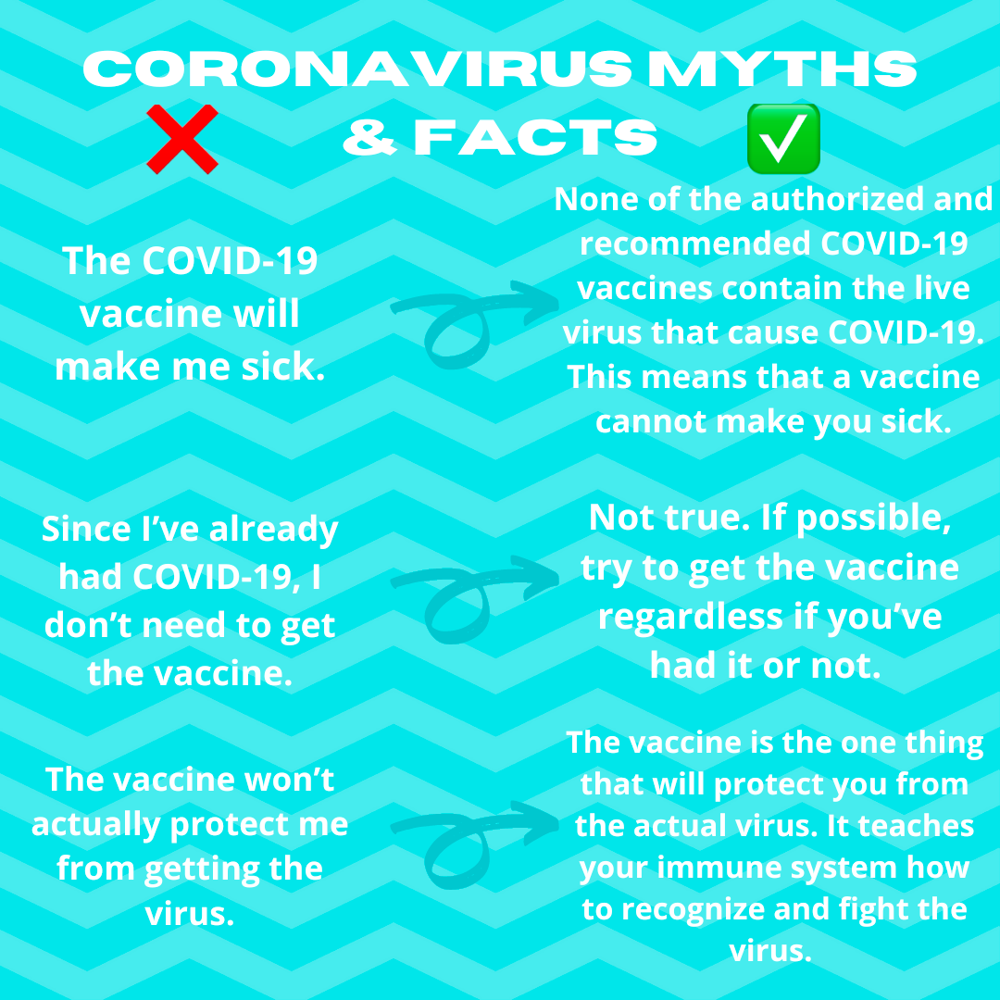 CORONAVIRUS MYTHS
& FACTS
The COVID-19
vaccine will
make me sick.
None of the authorized and
recommended COVID-19
vaccines contain the live
virus that cause COVID-19.
This means that a vaccine
cannot make you sick.
Since I’ve already
had COVID-19, I
don’t need to get
the vaccine.
Not true. If possible,
try to get the vaccine
regardless if you’ve
had it or not.
The vaccine won’t
actually protect me
from getting the
virus.
The vaccine is the one thing
that will protect you from
the actual virus. It teaches
your immune system how
to recognize and fight the
virus.